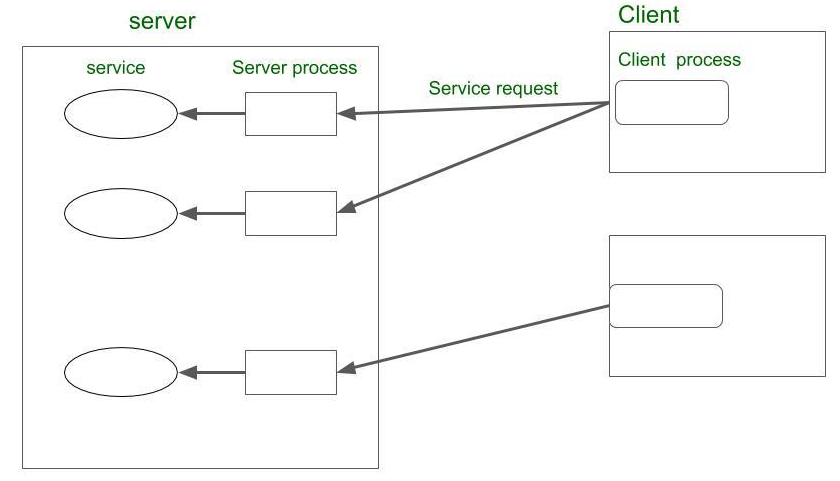 server
Client
service
Server process
Client process
Service request